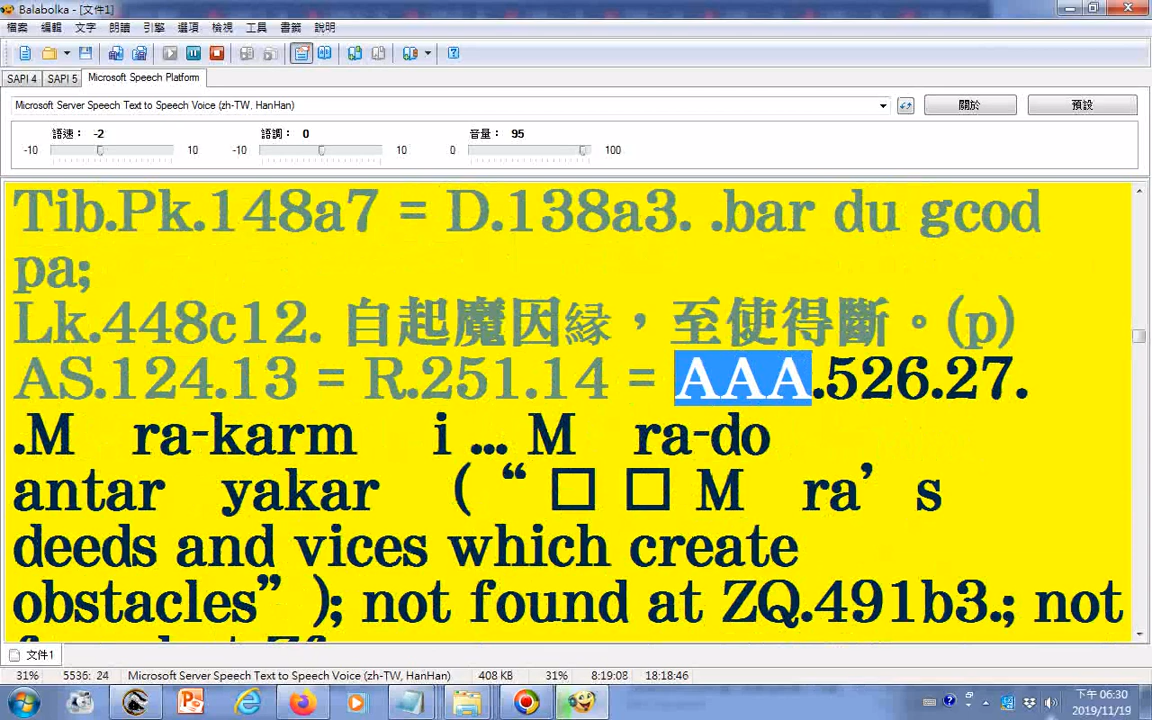 Balabolka - [文件1]
檔案 編輯 文字 朗讀 引擎 選項 檢視 工具 書籤 說明
SAPI 4 SAPI 5 Microsoft Speech Platform
Microsoft Server Speech Text to Speech Voice (zh-TW, HanHan) 關於 預設
語速： -2 語調： 0 音量： 95
-10 10 -10 10 0 100
Tib.Pk.148a7 = D.138a3. .bar du gcod
pa;
Lk.448c12. 自起魔因縁，至使得斷。(p)
AS.124.13 = R.251.14 = AAA.526.27.
.M ra-karm i ... M ra-do
antar yakar (“□□M ra’ s
deeds and vices which create
obstacles” ); not found at ZQ.491b3.; not
文件1
31% 5536: 24 Microsoft Server Speech Text to Speech Voice (zh-TW, HanHan) 408 KB 31% 8:19:08 18:18:46
下午 06:30
2019/11/19